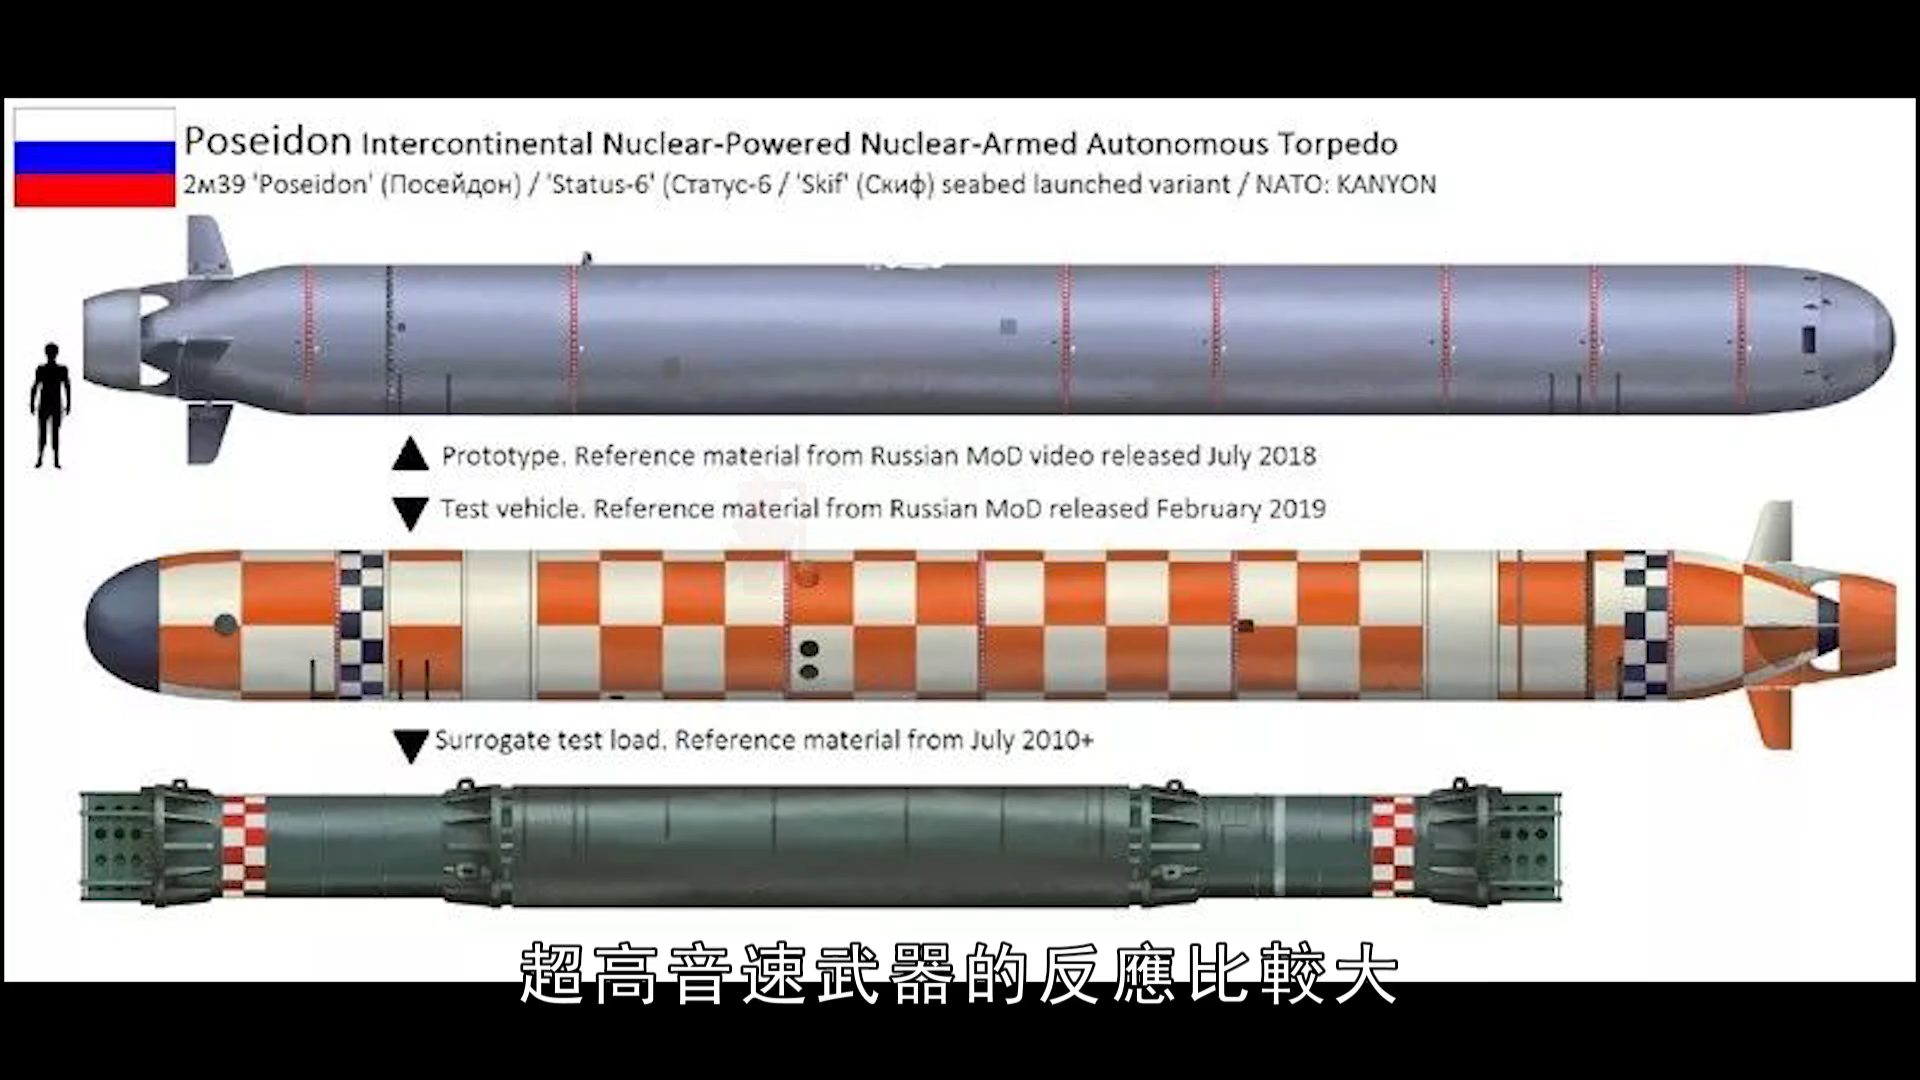 Poseidon Intercontinental Nuclear-Powered Nuclear-Armed Autonomous Torpedo
2м39 'Poseidon' (Посейдон) / 'Status-6' (Статус-6 / 'Skif' (Скиф) seabed launched variant / NATO: KANYON
Prototype. Reference material from Russian MoD video released July 2018
Test vehicle. Reference material from Russian MoD released February 2019
Surrogate test load. Reference material from July 2010+
超高音速武器的反應比較大